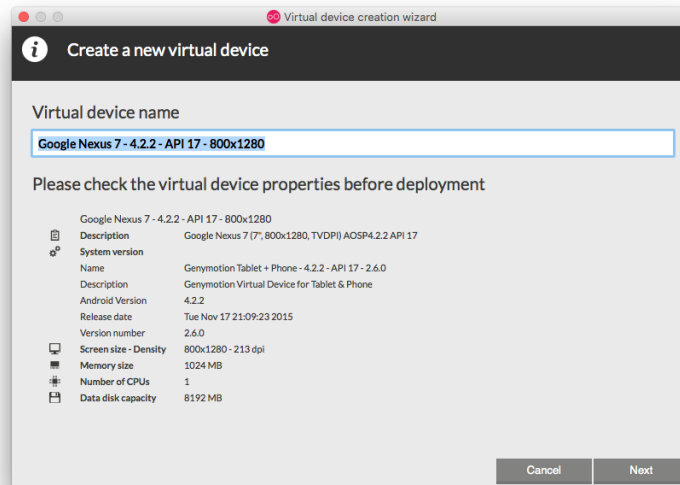 Virtual device creation wizard
Create a new virtual device
Virtual device name
Google Nexus 7 - 4.2.2 - API 17 - 800x1280
Please check the virtual device properties before deployment
Google Nexus 7 - 4.2.2 - API 17 - 800x1280
Description Google Nexus 7 (7", 800x1280, TVDPI) AOSP4.2.2 API 17
System version
Name Genymotion Tablet + Phone - 4.2.2 - API 17 - 2.6.0
Description Genymotion Virtual Device for Tablet & Phone
Android Version 4.2.2
Release date Tue Nov 17 21:09:23 2015
Version number 2.6.0
Screen size - Density 800x1280 - 213 dpi
Memory size 1024 MB
Number of CPUs 1
Data disk capacity 8192 MB
Cancel Next